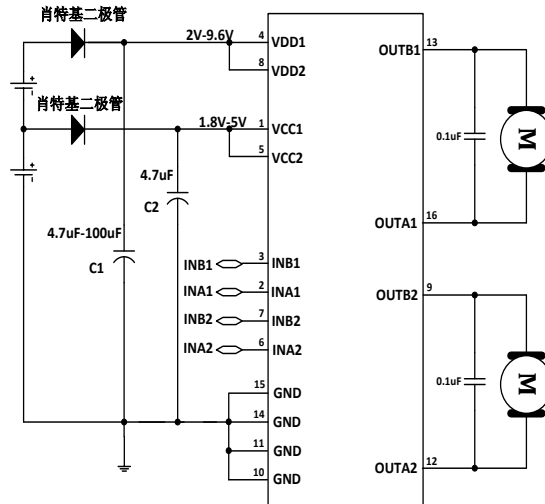 肖特基二极管
2V-9.6V
4
VDD1
8
VDD2
肖特基二极管
1.8V-5V
1
VCC1
5
VCC2
4.7uF
C2
4.7uF-100uF
C1
INB1
3
INB1
INA1
2
INA1
INB2
7
INB2
INA2
6
INA2
15
GND
14
GND
11
GND
10
GND
OUTB1
13
0.1uF
M
OUTA1
16
OUTB2
9
0.1uF
M
OUTA2
12